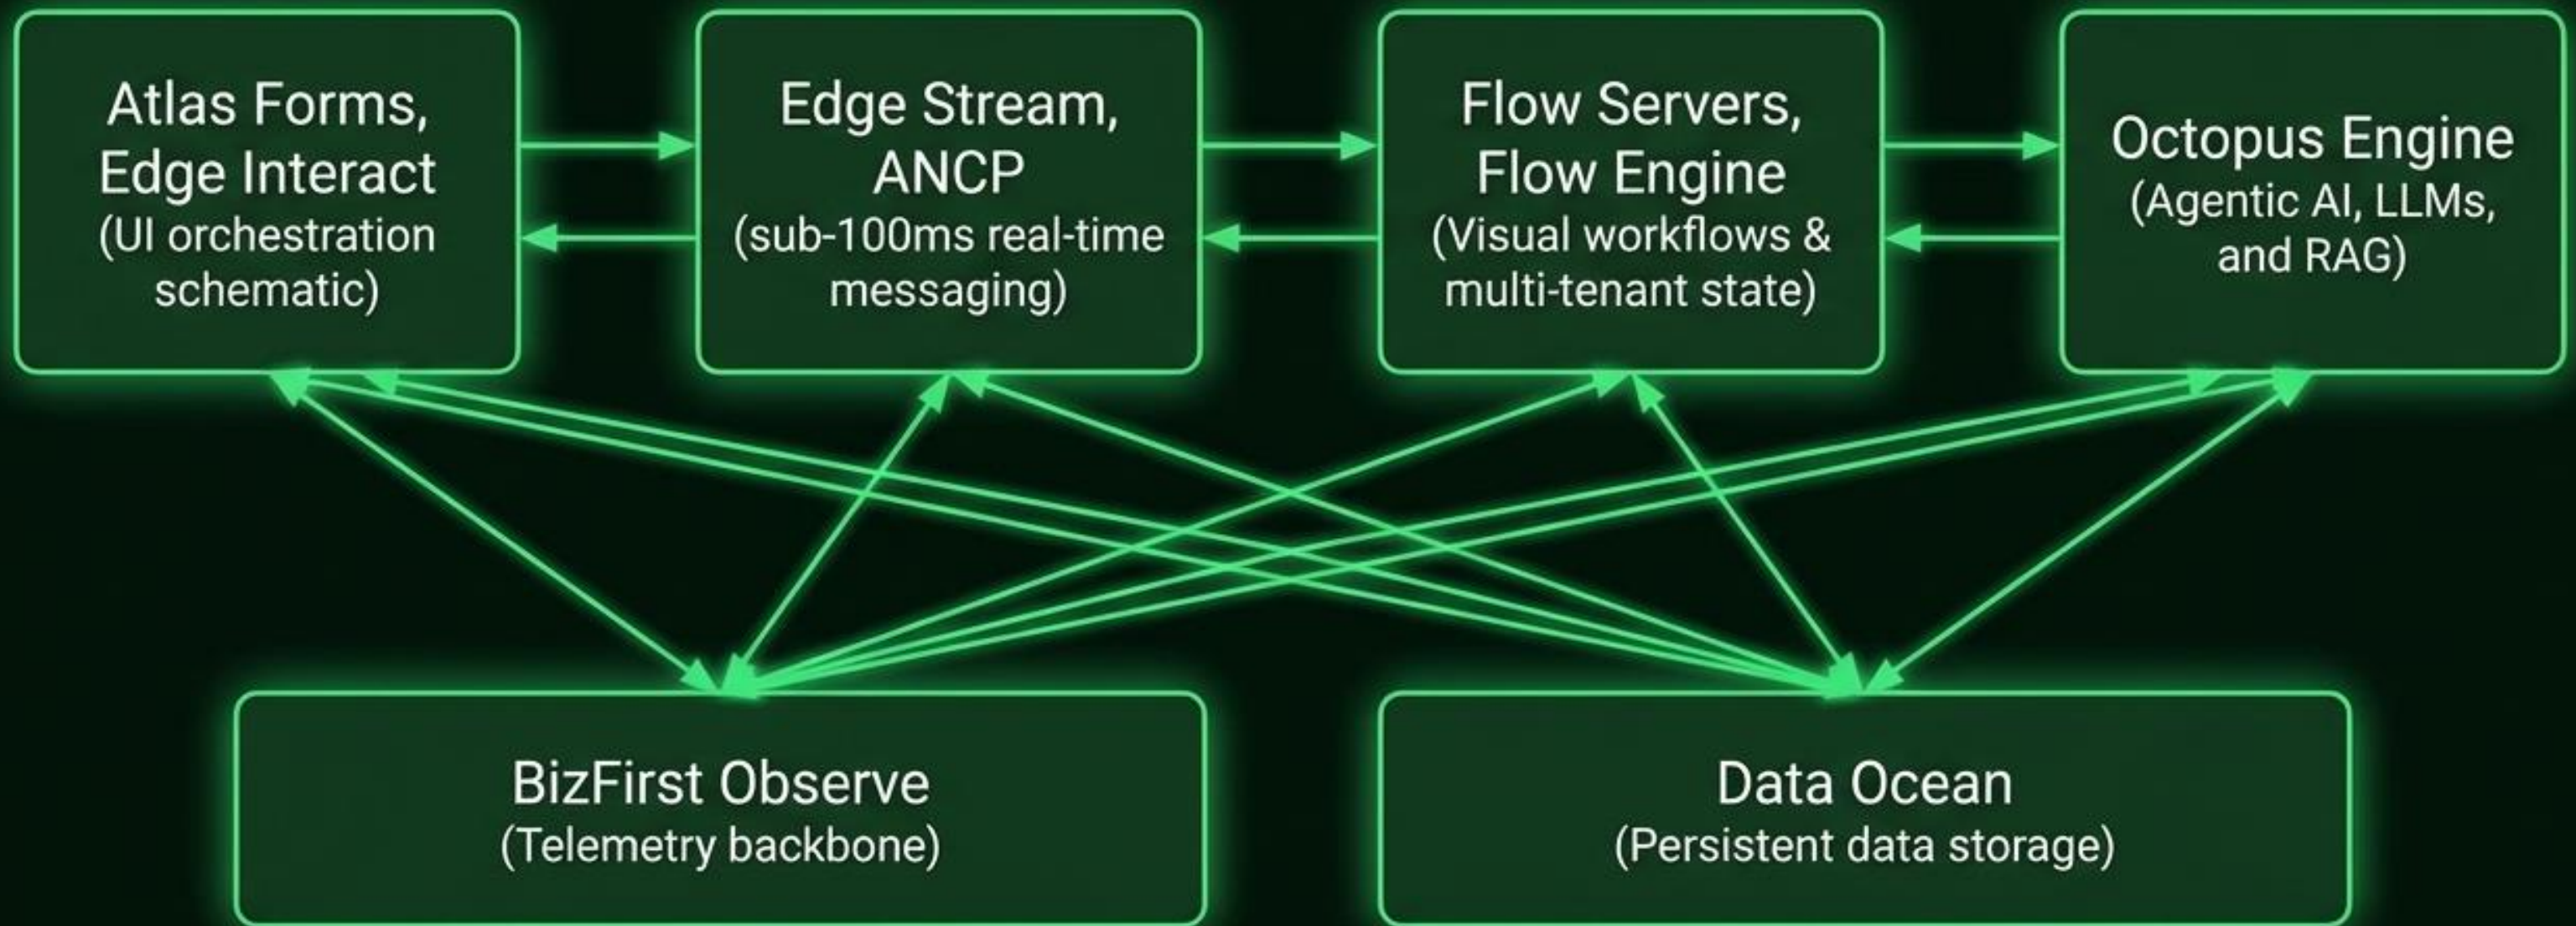 Atlas Forms,
Edge Interact
(UI orchestration
schematic)
Edge Stream,
ANCP
(sub-100ms real-time
messaging)
Flow Servers,
Flow Engine
(Visual workflows &
multi-tenant state)
Octopus Engine
(Agentic AI, LLMs,
and RAG)
BizFirst Observe
(Telemetry backbone)
Data Ocean
(Persistent data storage)